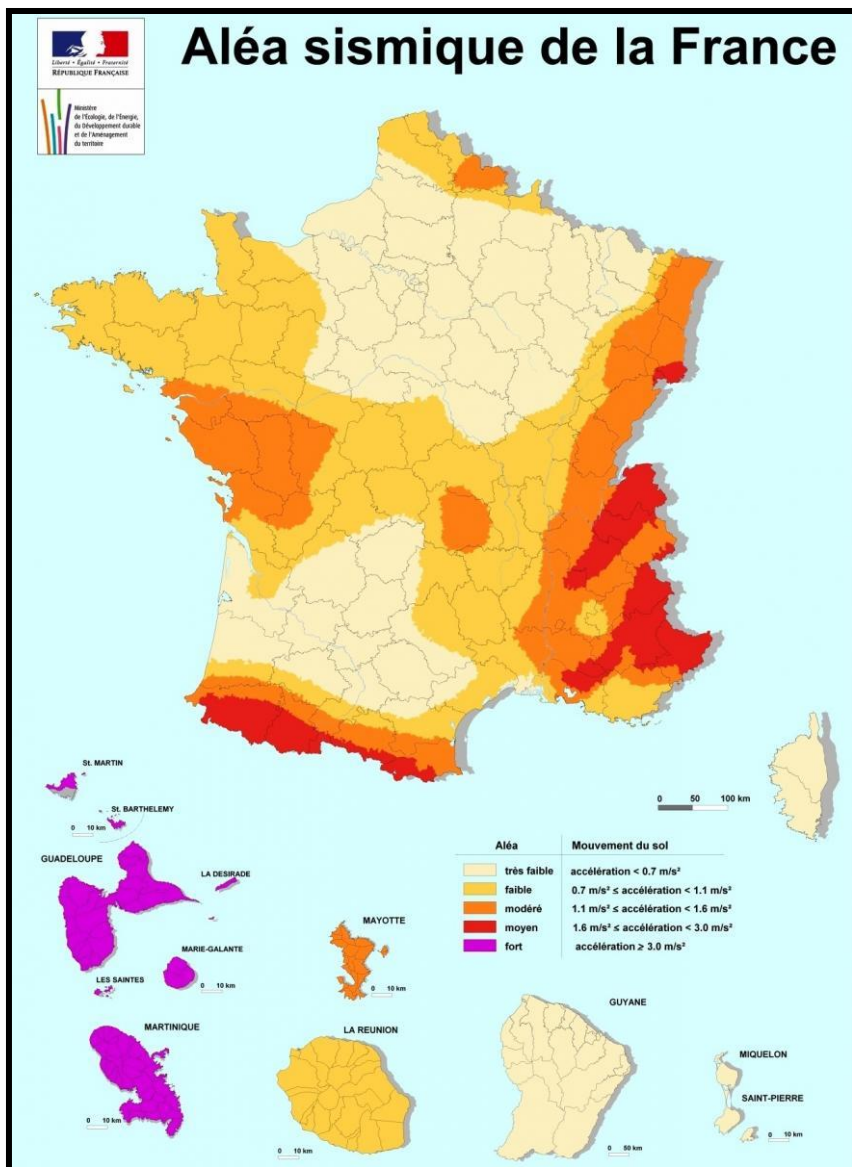 Aléa sismique de la France
Liberté • Égalité • Fraternité
RÉPUBLIQUE FRANÇAISE
Ministère
de l'Écologie, de l'Énergie,
du Développement durable
et de l'Aménagement
du territoire
0 50 100 km
St. MARTIN
St. BARTHELEMY
0 10 km
GUADELOUPE
LA DESIRADE
MARIE-GALANTE
0 10 km
LES SAINTES
MARTINIQUE
0 10 km
MAYOTTE
0 10 km
LA REUNION
0 10 km
GUYANE
0 50 km
MIQUELON
SAINT-PIERRE
0 10 km
Aléa Mouvement du sol
très faible accélération < 0.7 m/s²
faible 0.7 m/s² ≤ accélération < 1.1 m/s²
modéré 1.1 m/s² ≤ accélération < 1.6 m/s²
moyen 1.6 m/s² ≤ accélération < 3.0 m/s²
fort accélération ≥ 3.0 m/s²